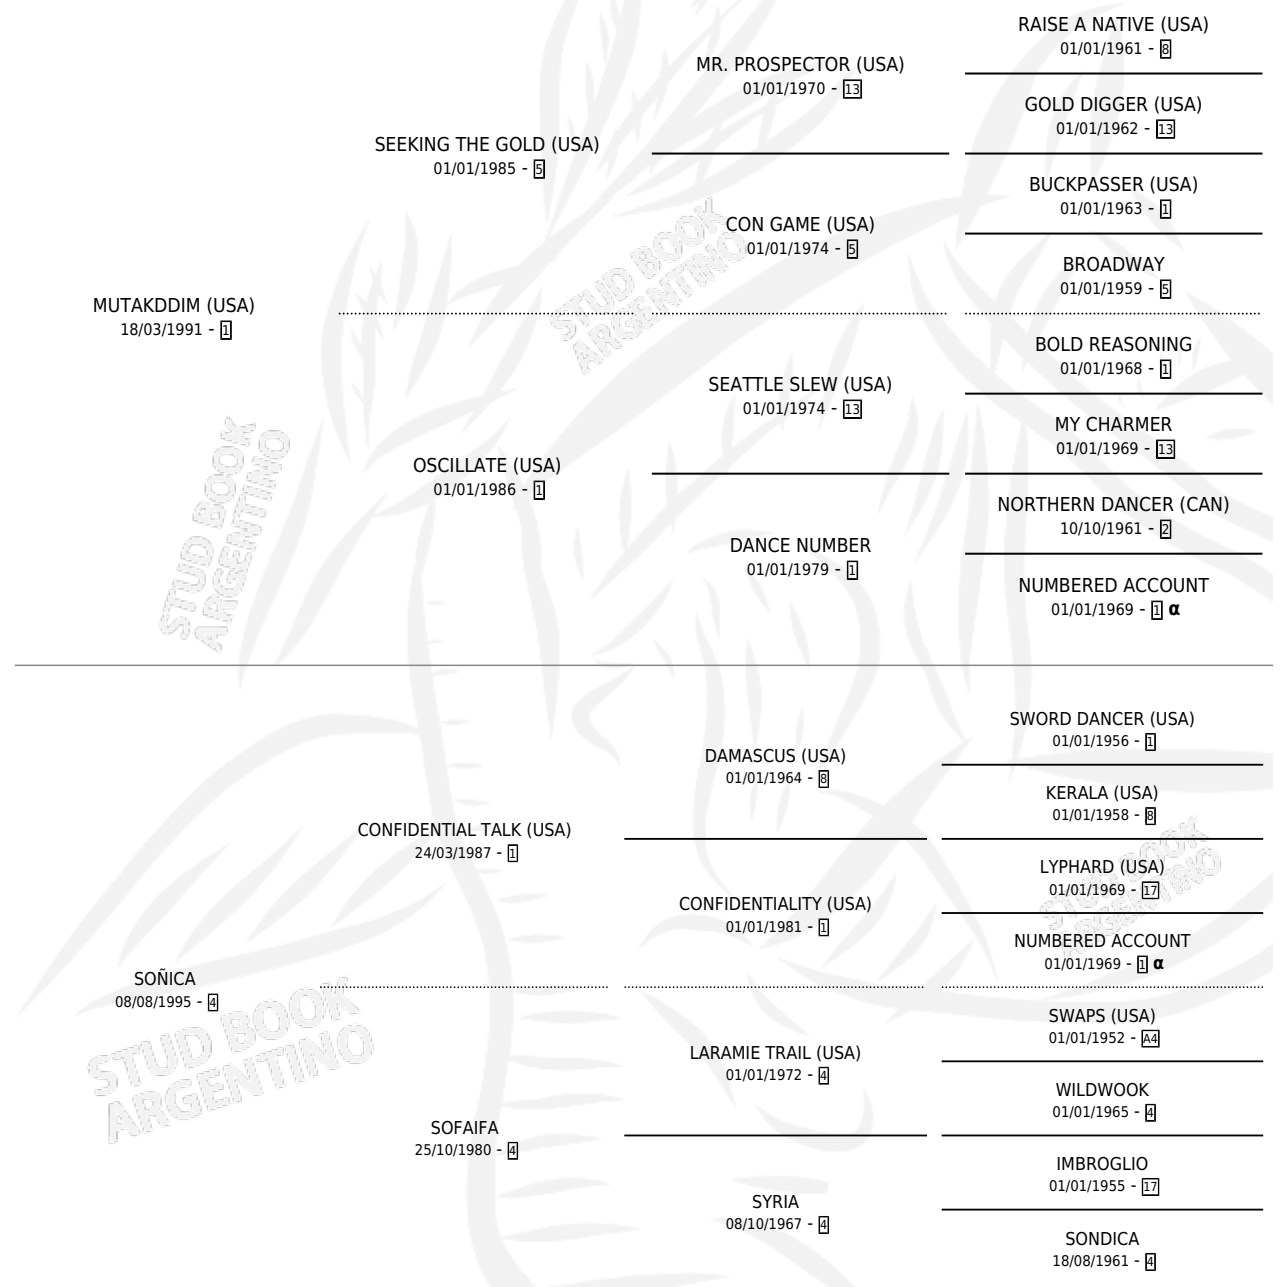 RAISE A NATIVE (USA)
01/01/1961 - 8
MR. PROSPECTOR (USA)
01/01/1970 - 13
GOLD DIGGER (USA)
01/01/1962 - 13
SEEKING THE GOLD (USA)
01/01/1985 - 5
BUCKPASSER (USA)
01/01/1963 - 1
CON GAME (USA)
01/01/1974 - 5
BROADWAY
01/01/1959 - 5
MUTAKDDIM (USA)
18/03/1991 - 1
BOLD REASONING
01/01/1968 - 1
SEATTLE SLEW (USA)
01/01/1974 - 13
MY CHARMER
01/01/1969 - 13
OSCILLATE (USA)
01/01/1986 - 1
NORTHERN DANCER (CAN)
10/10/1961 - 2
DANCE NUMBER
01/01/1979 - 1
NUMBERED ACCOUNT
01/01/1969 - 1 α
SWORD DANCER (USA)
01/01/1956 - 1
DAMASCUS (USA)
01/01/1964 - 8
KERALA (USA)
01/01/1958 - 8
CONFIDENTIAL TALK (USA)
24/03/1987 - 1
LYPHARD (USA)
01/01/1969 - 17
CONFIDENTIALITY (USA)
01/01/1981 - 1
NUMBERED ACCOUNT
01/01/1969 - 1 α
SOÑICA
08/08/1995 - 4
SWAPS (USA)
01/01/1952 - A4
LARAMIE TRAIL (USA)
01/01/1972 - 4
WILDWOOK
01/01/1965 - 4
SOFAIFA
25/10/1980 - 4
IMBROGLIO
01/01/1955 - 17
SYRIA
08/10/1967 - 4
SONDICA
18/08/1961 - 4
STUD BOOK
ARGENTINO
STUD BOOK
ARGENTINO
STUD BOOK
ARGENTINO
STUD BOOK
ARGENTINO